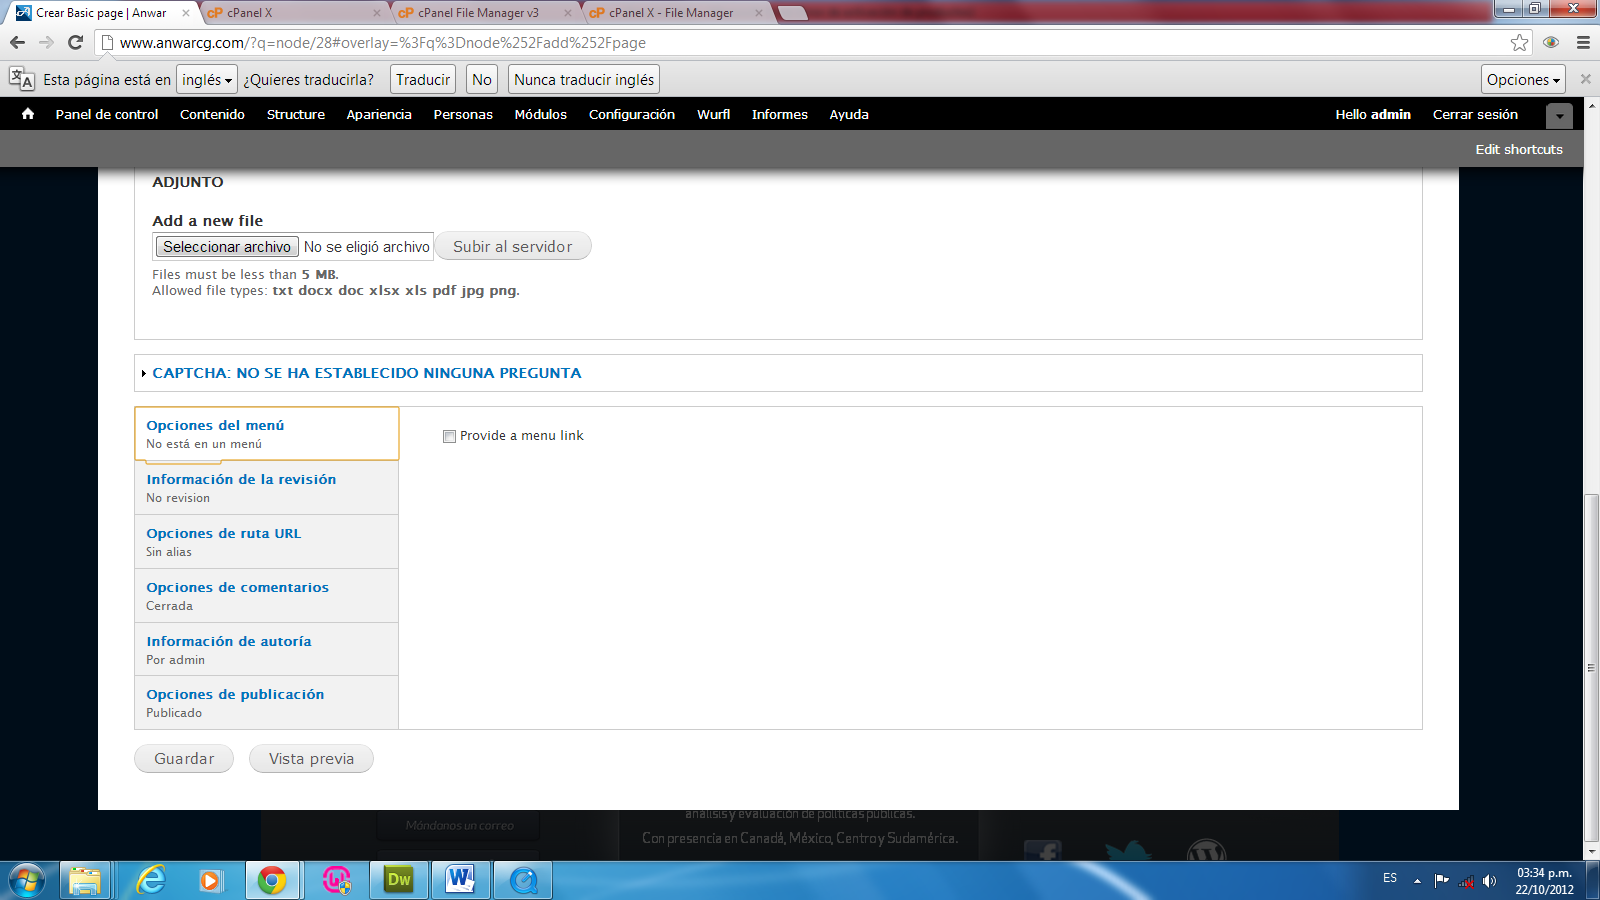 Crear Basic page | Anwar
cPanel X
cPanel File Manager v3
cPanel X - File Manager
www.anwarcg.com/?q=node/28#overlay=%3Fq%3Dnode%252Fadd%252Fpage
Esta página está en inglés ¿Quieres traducirla? Traducir No Nunca traducir inglés Opciones
Panel de control Contenido Structure Apariencia Personas Módulos Configuración Wurfl Informes Ayuda Hello admin Cerrar sesión
Edit shortcuts
ADJUNTO
Add a new file
Seleccionar archivo No se eligió archivo Subir al servidor
Files must be less than 5 MB.
Allowed file types: txt docx doc xlsx xls pdf jpg png.
CAPTCHA: NO SE HA ESTABLECIDO NINGUNA PREGUNTA
Opciones del menú
No está en un menú
Provide a menu link
Información de la revisión
No revision
Opciones de ruta URL
Sin alias
Opciones de comentarios
Cerrada
Información de autoría
Por admin
Opciones de publicación
Publicado
Guardar Vista previa
análisis y evaluación de políticas públicas.
Mándanos un correo
Con presencia en Canadá, México, Centro y Sudamérica.
Dw
W
ES
03:34 p.m.
22/10/2012